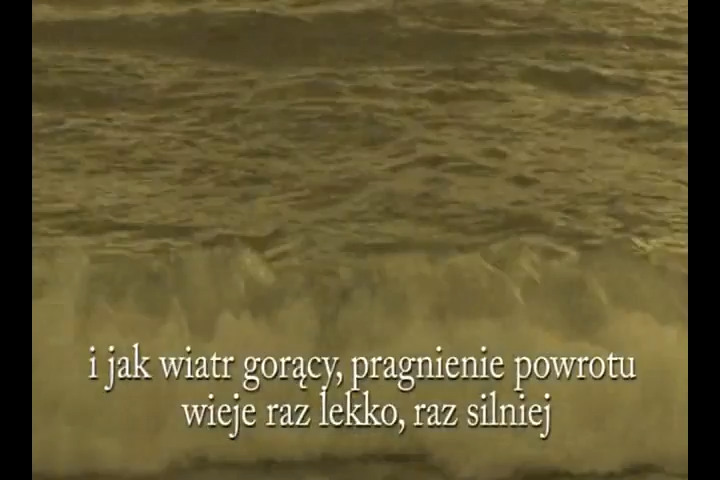 i jak wiatr gorący, pragnienie powrotu
wieje raz lekko, raz silniej